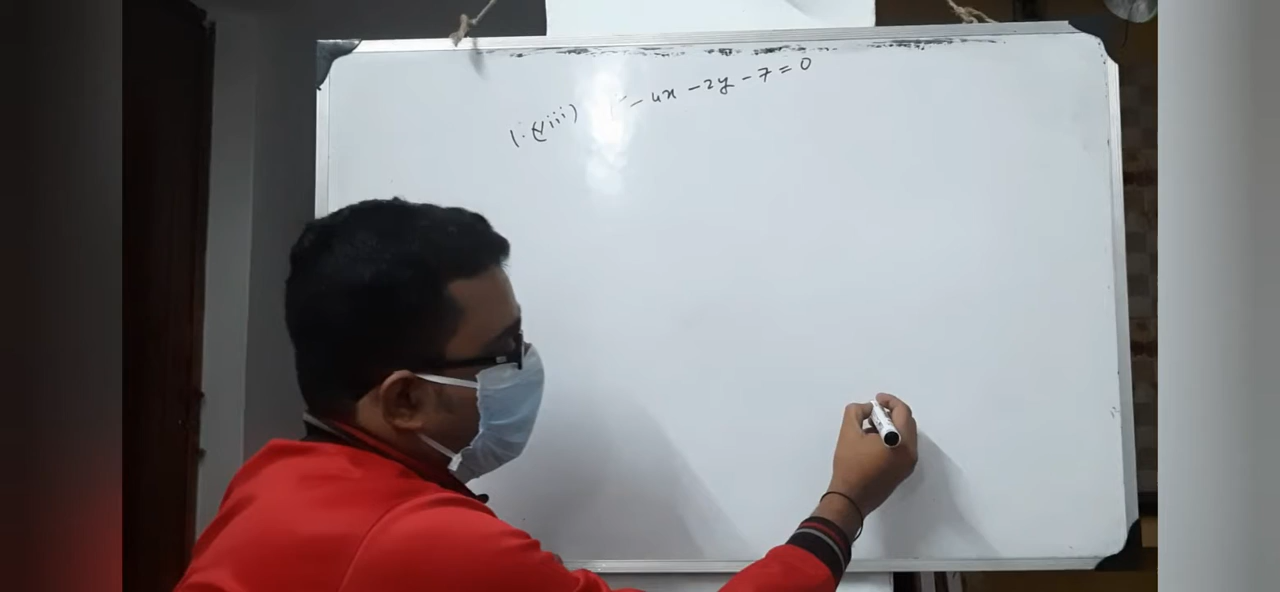 1. (viii) - 4x - 2y - 7 = 0